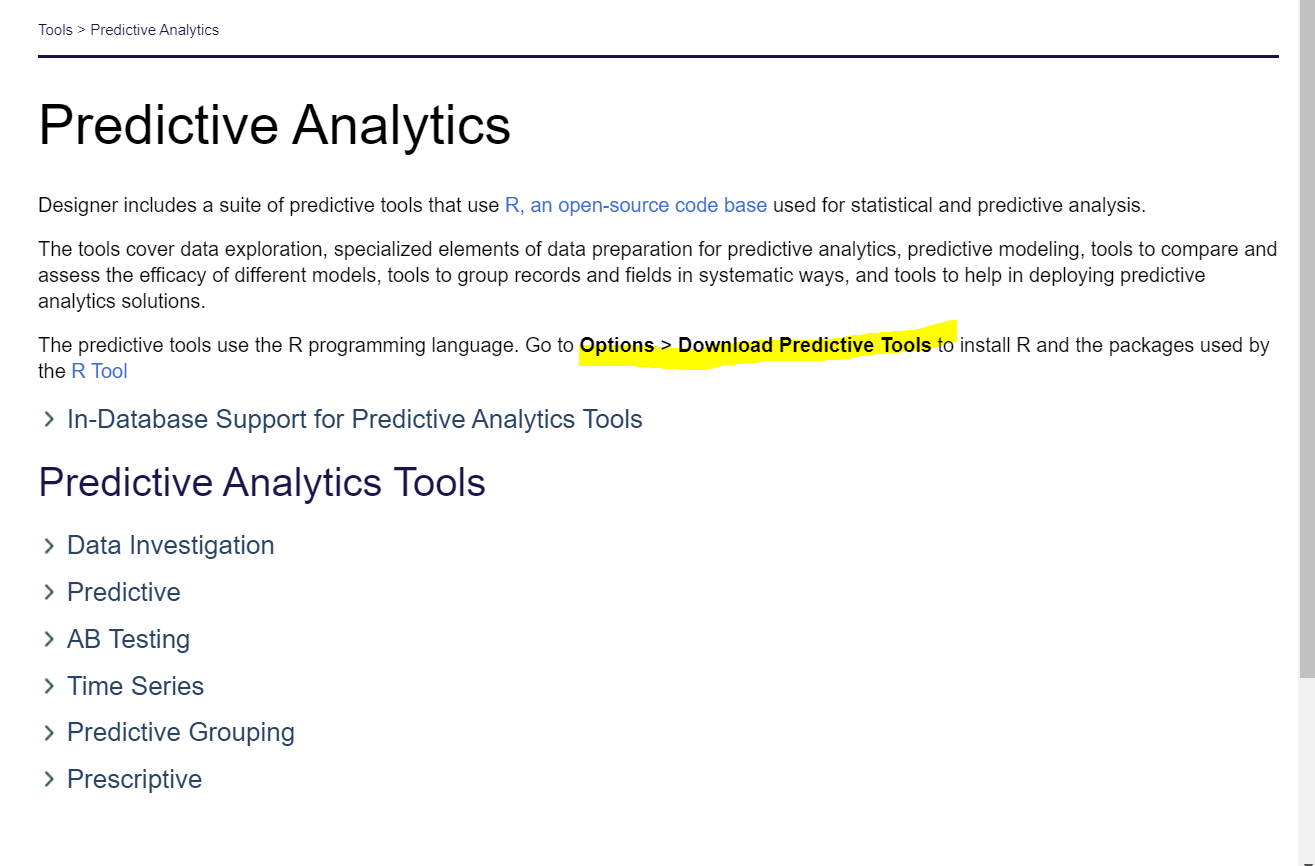 Tools > Predictive Analytics
Predictive Analytics
Designer includes a suite of predictive tools that use R, an open-source code base used for statistical and predictive analysis.
The tools cover data exploration, specialized elements of data preparation for predictive analytics, predictive modeling, tools to compare and
assess the efficacy of different models, tools to group records and fields in systematic ways, and tools to help in deploying predictive
analytics solutions.
The predictive tools use the R programming language. Go to Options > Download Predictive Tools to install R and the packages used by
the R Tool
In-Database Support for Predictive Analytics Tools
Predictive Analytics Tools
Data Investigation
Predictive
AB Testing
Time Series
Predictive Grouping
Prescriptive